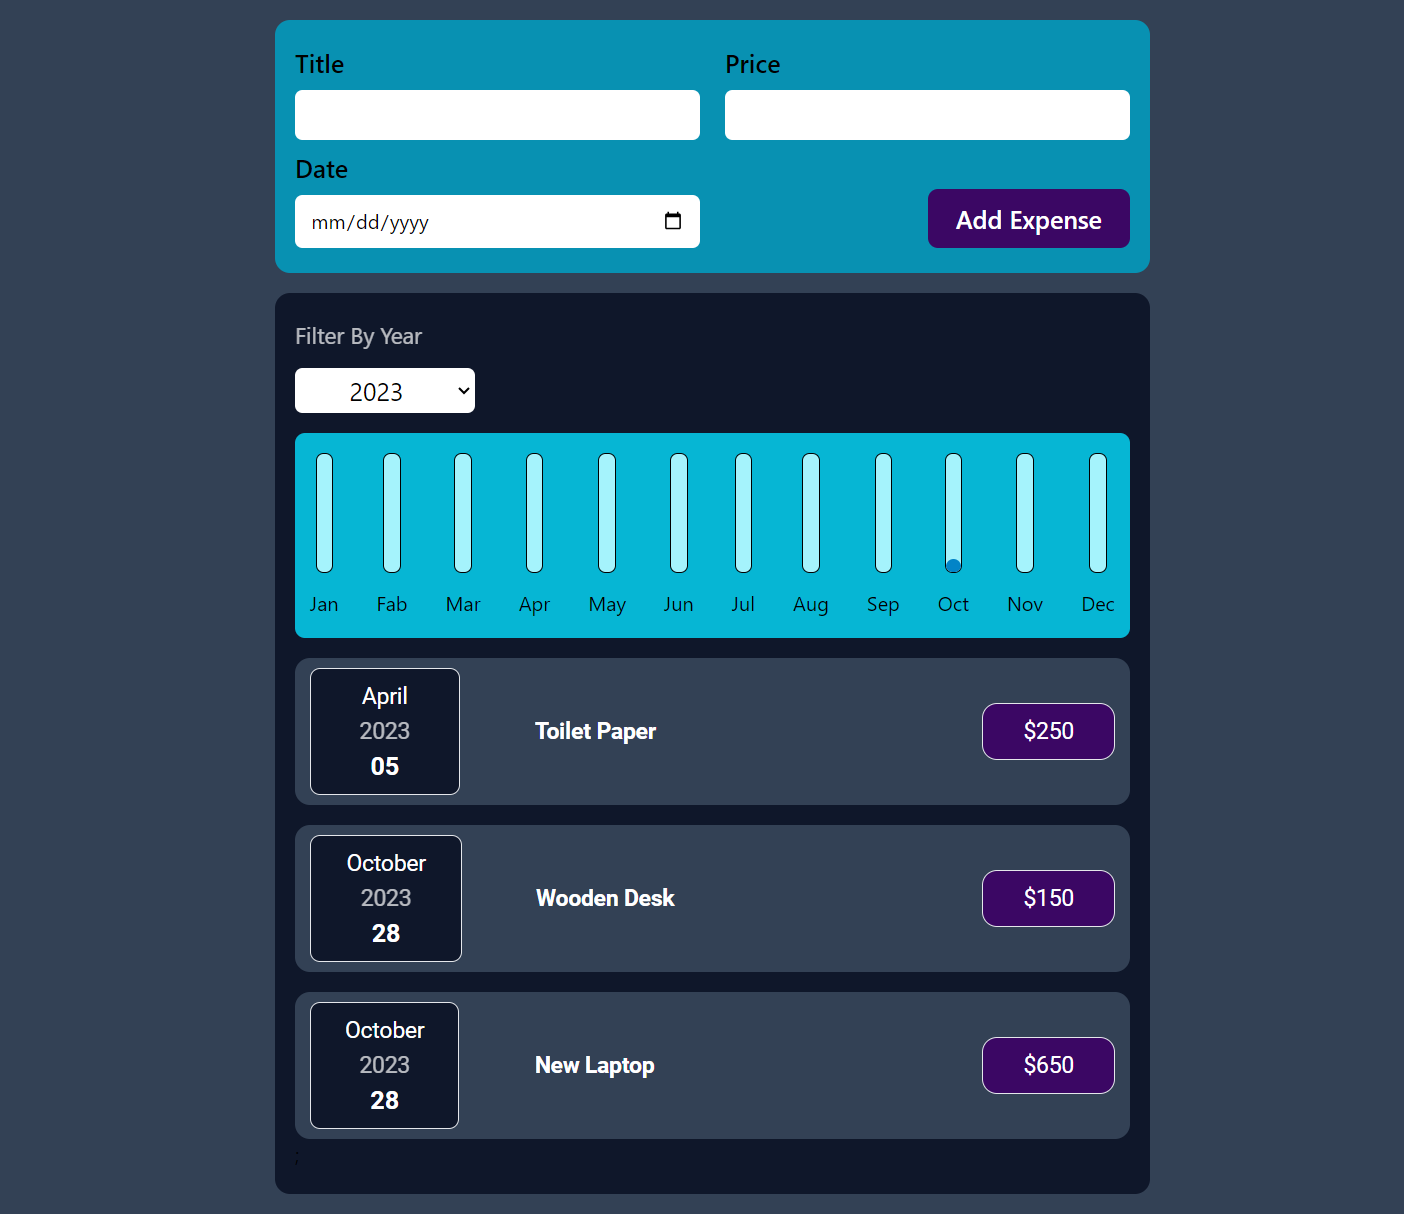 Title Price
Date
mm/dd/yyyy Add Expense
Filter By Year
2023
Jan Fab Mar Apr May Jun Jul Aug Sep Oct Nov Dec
April
2023
05
Toilet Paper
$250
October
2023
28
Wooden Desk
$150
October
2023
28
New Laptop
$650
;